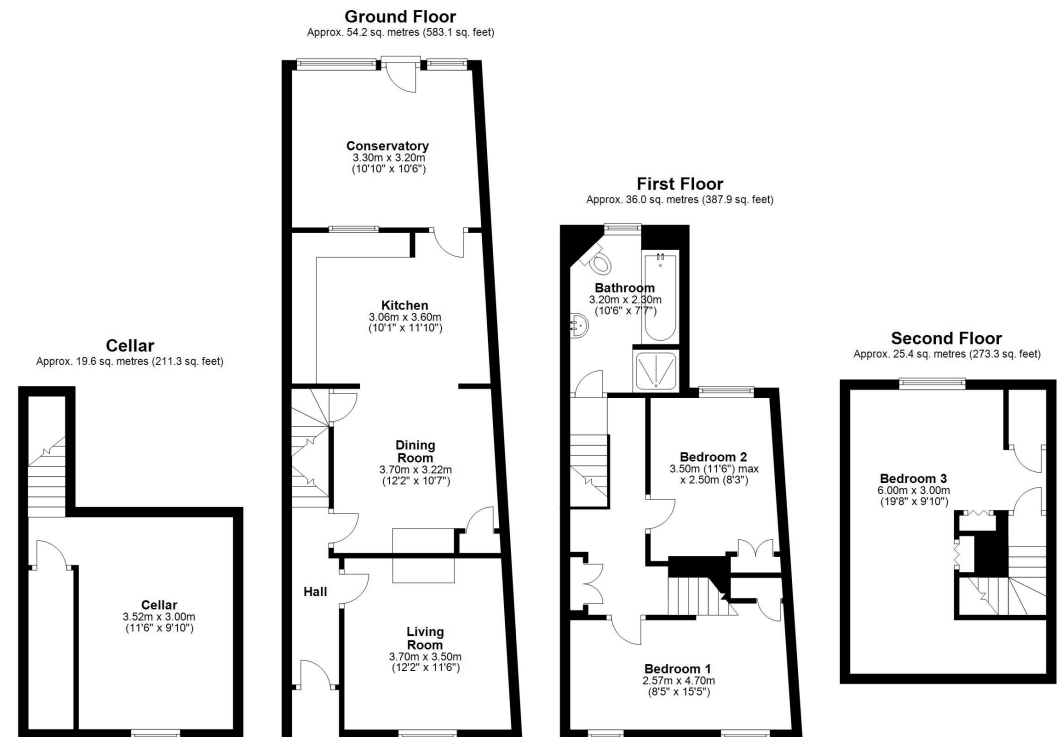 Ground Floor
Approx. 54.2 sq. metres (583.1 sq. feet)
Conservatory
3.30m x 3.20m
(10'10" x 10'6")
Kitchen
3.06m x 3.60m
(10'1" x 11'10")
Dining
Room
3.70m x 3.22m
(12'2" x 10'7")
Hall
Living
Room
3.70m x 3.50m
(12'2" x 11'6")
First Floor
Approx. 36.0 sq. metres (387.9 sq. feet)
Bathroom
3.20m x 2.30m
(10'6" x 7'7")
Bedroom 2
3.50m (11'6") max
x 2.50m (8'3")
Bedroom 1
2.57m x 4.70m
(8'5" x 15'5")
Cellar
Approx. 19.6 sq. metres (211.3 sq. feet)
Cellar
3.52m x 3.00m
(11'6" x 9'10")
Second Floor
Approx. 25.4 sq. metres (273.3 sq. feet)
Bedroom 3
6.00m x 3.00m
(19'8" x 9'10")